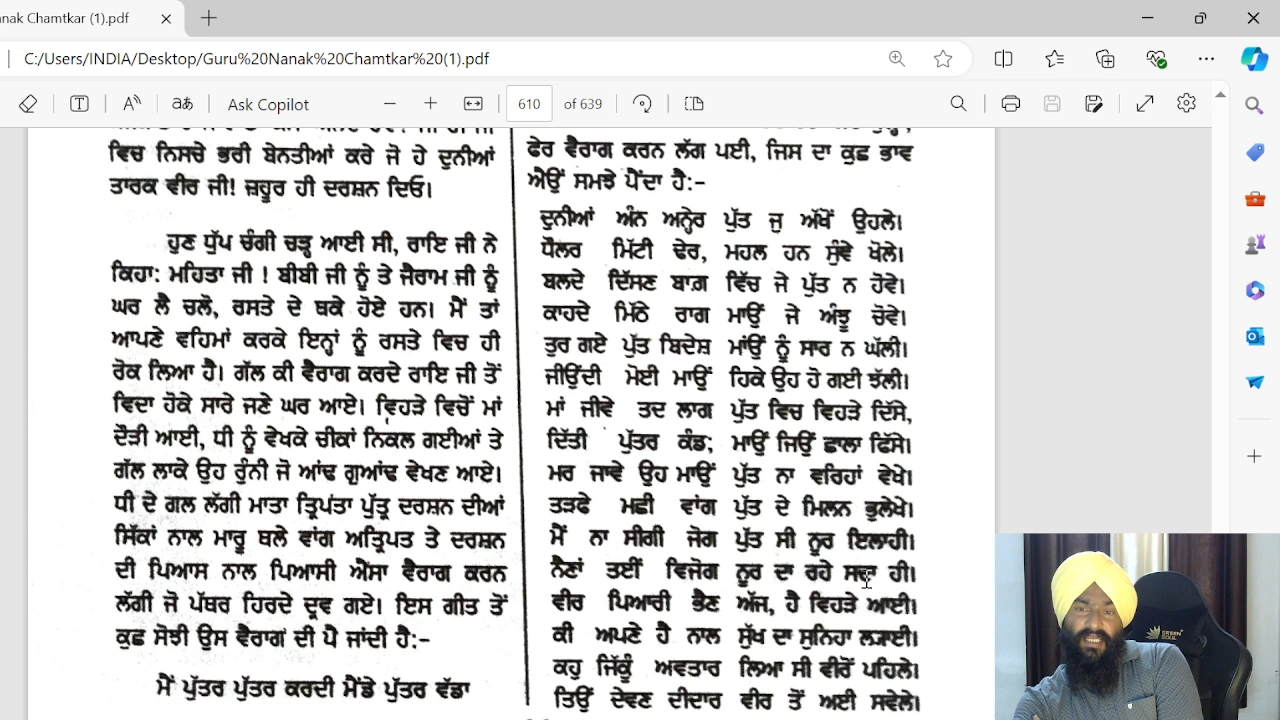 nak Chamtkar (1).pdf
C:/Users/INDIA/Desktop/Guru%20Nanak%20Chamtkar%20(1).pdf
Ask Copilot
610 of 639
ਵਿਚ ਨਿਸਚੇ ਭਰੀ ਬੇਨਤੀਆਂ ਕਰੇ ਜੋ ਹੇ ਦੁਨੀਆਂ
ਤਾਰਕ ਵੀਰ ਜੀ! ਜ਼ਹੂਰ ਹੀ ਦਰਸ਼ਨ ਦਿਓ।
ਹੁਣ ਧੁੱਪ ਚੰਗੀ ਚੜ੍ਹ ਆਈ ਸੀ, ਰਾਇ ਜੀ ਨੇ
ਕਿਹਾ: ਮਹਿਤਾ ਜੀ ! ਬੀਬੀ ਜੀ ਨੂੰ ਤੇ ਜੈਰਾਮ ਜੀ ਨੂੰ
ਘਰ ਲੈ ਚਲੋ, ਰਸਤੇ ਦੇ ਥਕੇ ਹੋਏ ਹਨ। ਮੈਂ ਤਾਂ
ਆਪਣੇ ਵਹਿਮਾਂ ਕਰਕੇ ਇਨ੍ਹਾਂ ਨੂੰ ਰਸਤੇ ਵਿਚ ਹੀ
ਰੋਕ ਲਿਆ ਹੈ। ਗੱਲ ਕੀ ਵੈਰਾਗ ਕਰਦੇ ਰਾਇ ਜੀ ਤੋਂ
ਵਿਦਾ ਹੋਕੇ ਸਾਰੇ ਜਣੇ ਘਰ ਆਏ। ਵਿਹੜੇ ਵਿਚੋਂ ਮਾਂ
ਦੌੜੀ ਆਈ, ਧੀ ਨੂੰ ਵੇਖਕੇ ਚੀਕਾਂ ਨਿਕਲ ਗਈਆਂ ਤੇ
ਗੱਲ ਲਾਕੇ ਉਹ ਰੁੰਨੀ ਜੋ ਆਂਢ ਗੁਆਂਢ ਵੇਖਣ ਆਏ।
ਧੀ ਦੇ ਗਲ ਲੱਗੀ ਮਾਤਾ ਤ੍ਰਿਪਤਾ ਪੁੱਤ੍ਰ ਦਰਸ਼ਨ ਦੀਆਂ
ਸਿੱਕਾਂ ਨਾਲ ਮਾਰੂ ਥਲੇ ਵਾਂਗ ਅਤ੍ਰਿਪਤ ਤੇ ਦਰਸ਼ਨ
ਦੀ ਪਿਆਸ ਨਾਲ ਪਿਆਸੀ ਐਸਾ ਵੈਰਾਗ ਕਰਨ
ਲੱਗੀ ਜੋ ਪੱਥਰ ਹਿਰਦੇ ਦ੍ਰਵ ਗਏ। ਇਸ ਗੀਤ ਤੋਂ
ਕੁਛ ਸੋਝੀ ਉਸ ਵੈਰਾਗ ਦੀ ਪੈ ਜਾਂਦੀ ਹੈ:-
ਮੈਂ ਪੁੱਤਰ ਪੁੱਤਰ ਕਰਦੀ ਮੈਂਡੇ ਪੁੱਤਰ ਵੱਡਾ
ਫੇਰ ਵੈਰਾਗ ਕਰਨ ਲੱਗ ਪਈ, ਜਿਸ ਦਾ ਕੁਛ ਭਾਵ
ਐਉਂ ਸਮਝੇ ਪੈਂਦਾ ਹੈ:-
ਦੁਨੀਆਂ ਅੰਨ ਅਨ੍ਹੇਰ ਪੁੱਤ ਜੁ ਅੱਖੋਂ ਉਹਲੇ।
ਧੌਲਰ ਮਿੱਟੀ ਢੇਰ, ਮਹਲ ਹਨ ਸੁੰਞੇ ਖੋਲੇ।
ਬਲਦੇ ਦਿੱਸਣ ਬਾਗ਼ ਵਿੱਚ ਜੇ ਪੁੱਤ ਨ ਹੋਵੇ।
ਕਾਹਦੇ ਮਿੱਠੇ ਰਾਗ ਮਾਉਂ ਜੇ ਅੰਝੂ ਚੋਵੇ।
ਤੁਰ ਗਏ ਪੁੱਤ ਬਿਦੇਸ਼ ਮਾਂਉਂ ਨੂੰ ਸਾਰ ਨ ਘੱਲੀ।
ਜੀਉਂਦੀ ਮੋਈ ਮਾਉਂ ਹਿਕੇ ਉਹ ਹੋ ਗਈ ਝੱਲੀ।
ਮਾਂ ਜੀਵੇ ਤਦ ਲਾਗ ਪੁੱਤ ਵਿਚ ਵਿਹੜੇ ਦਿੱਸੇ,
ਦਿੱਤੀ ਪੁੱਤਰ ਕੰਡ; ਮਾਉਂ ਜਿਉਂ ਛਾਲਾ ਫਿੱਸੇ।
ਮਰ ਜਾਵੇ ਉਹ ਮਾਉਂ ਪੁੱਤ ਨਾ ਵਰਿਹਾਂ ਵੇਖੇ।
ਤੜਫੇ ਮਛੀ ਵਾਂਗ ਪੁੱਤ ਦੇ ਮਿਲਨ ਭੁਲੇਖੇ।
ਮੈਂ ਨਾ ਸੀਗੀ ਜੋਗ ਪੁੱਤ ਸੀ ਨੂਰ ਇਲਾਹੀ।
ਨੈਣਾਂ ਤਈਂ ਵਿਜੋਗ ਨੂਰ ਦਾ ਰਹੇ ਸਦਾ ਹੀ।
ਵੀਰ ਪਿਆਰੀ ਭੈਣ ਅੱਜ, ਹੈ ਵਿਹੜੇ ਆਈ।
ਕੀ ਅਪਣੇ ਹੈ ਨਾਲ ਸੁੱਖ ਦਾ ਸੁਨਿਹਾ ਲ੍ਯਾਈ।
ਕਹੁ ਜਿੱਕੂੰ ਅਵਤਾਰ ਲਿਆ ਸੀ ਵੀਰੋਂ ਪਹਿਲੇ।
ਤਿਉਂ ਦੇਵਣ ਦੀਦਾਰ ਵੀਰ ਤੋਂ ਅਈ ਸਵੇਲੇ।